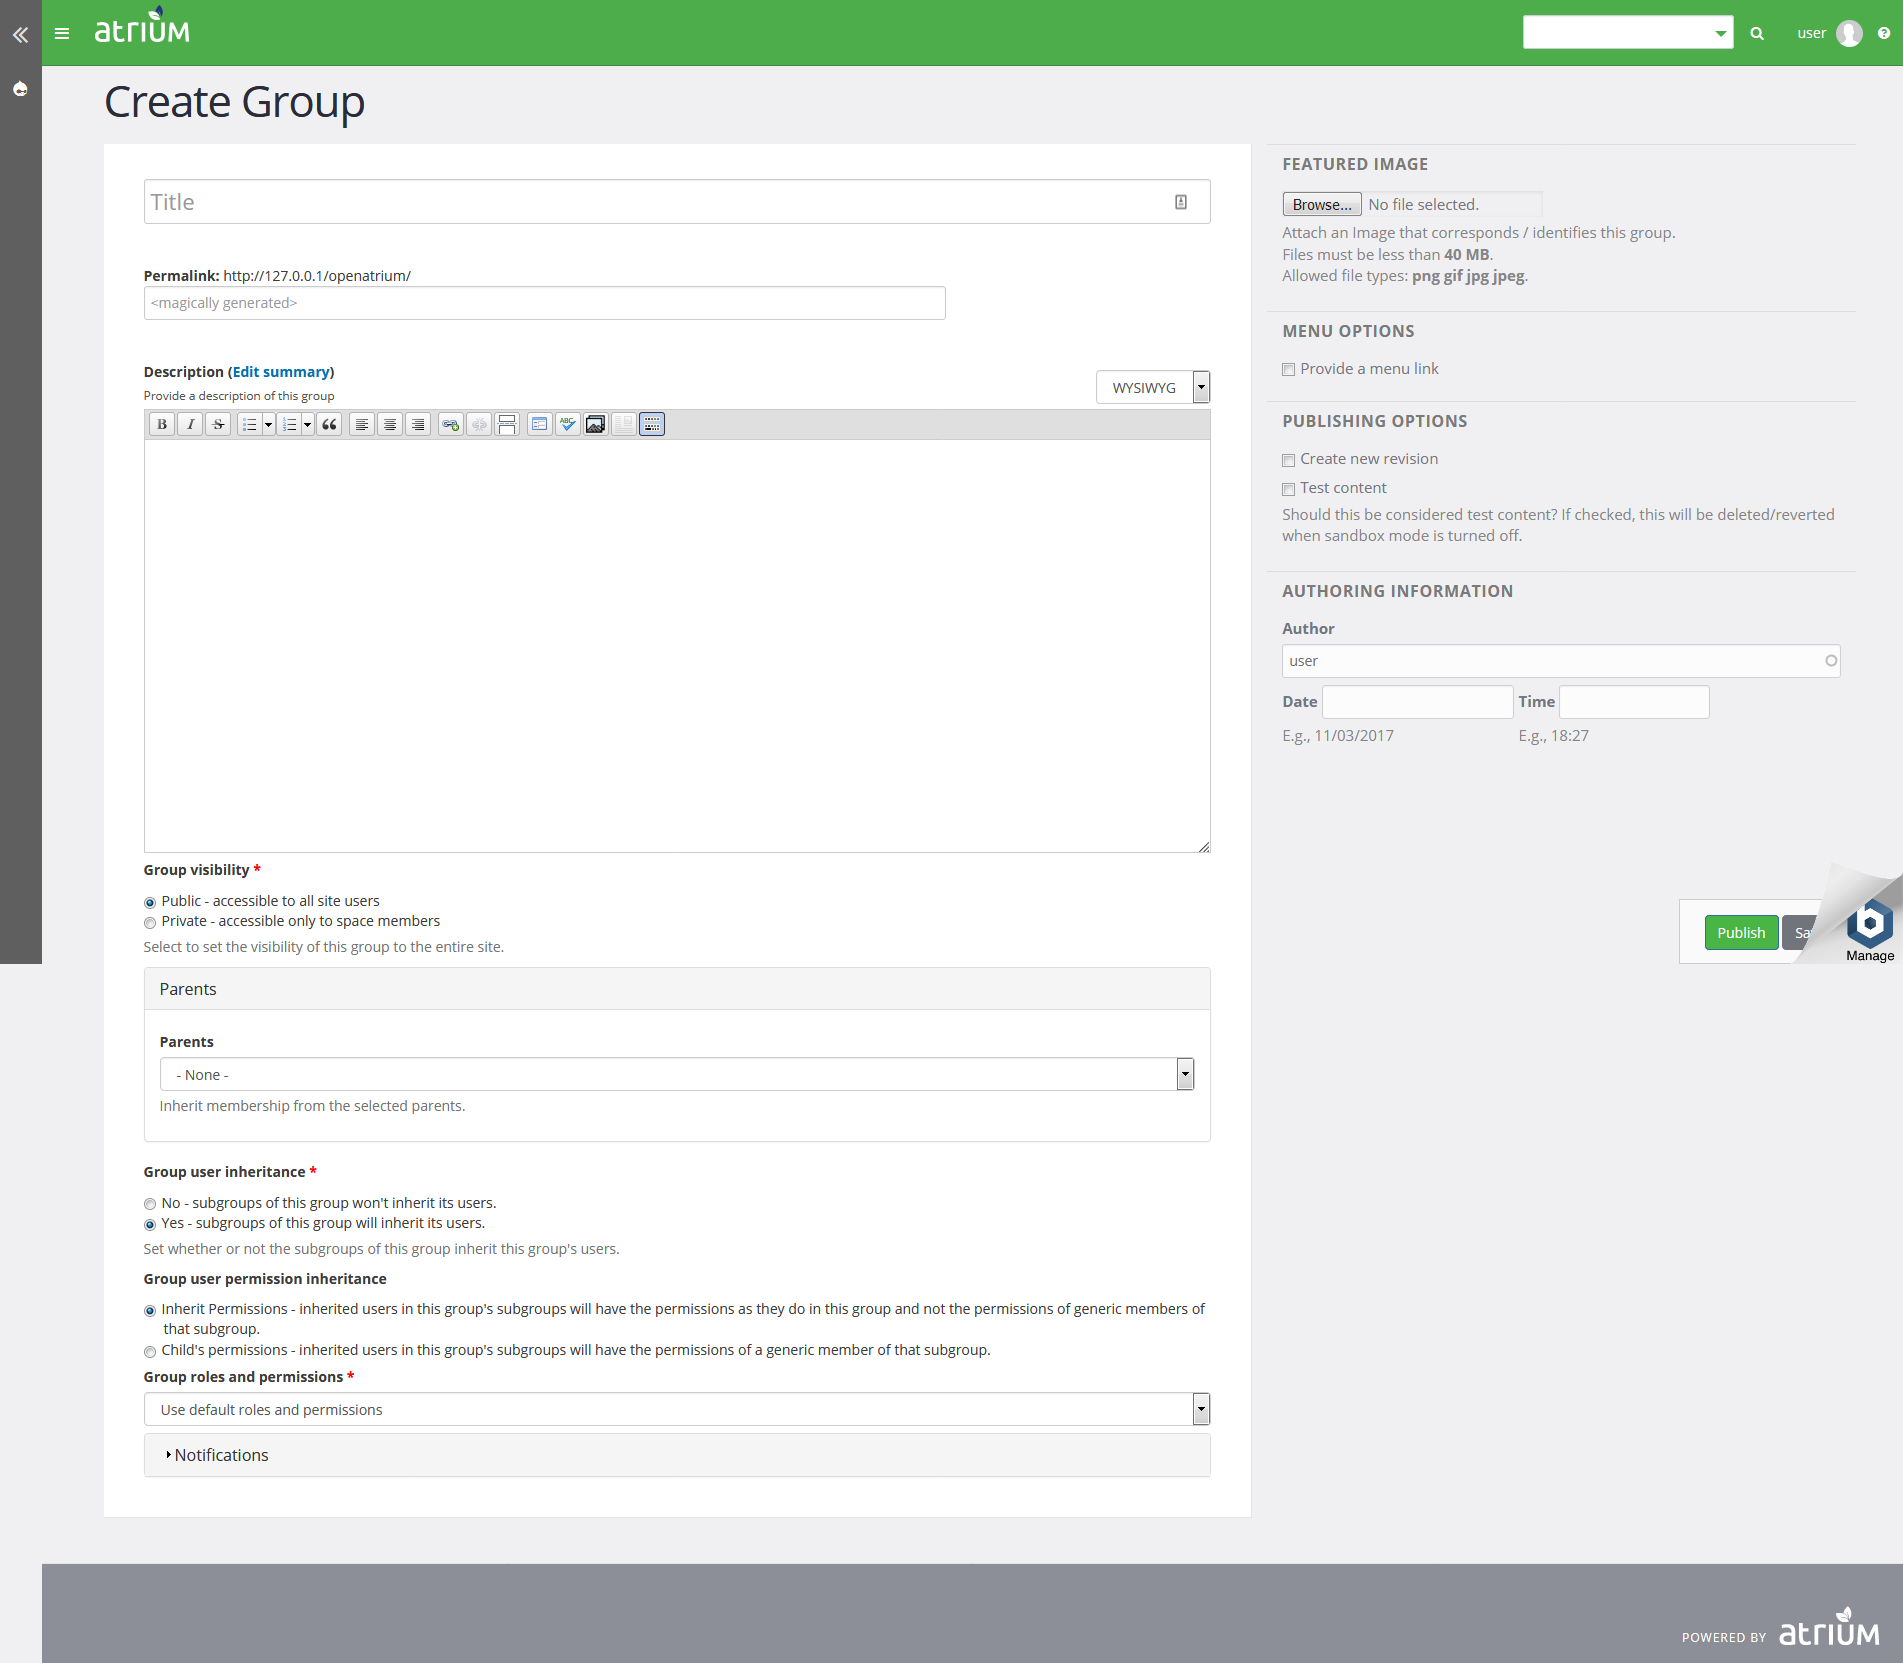 atrium
user
Create Group
Title
Permalink: http://127.0.0.1/openatrium/
<magically generated>
Description (Edit summary)
Provide a description of this group
WYSIWYG
B I S
ABC
Group visibility *
Public - accessible to all site users
Private - accessible only to space members
Select to set the visibility of this group to the entire site.
Parents
Parents
- None -
Inherit membership from the selected parents.
Group user inheritance *
No - subgroups of this group won't inherit its users.
Yes - subgroups of this group will inherit its users.
Set whether or not the subgroups of this group inherit this group's users.
Group user permission inheritance
Inherit Permissions - inherited users in this group's subgroups will have the permissions as they do in this group and not the permissions of generic members of
that subgroup.
Child's permissions - inherited users in this group's subgroups will have the permissions of a generic member of that subgroup.
Group roles and permissions *
Use default roles and permissions
Notifications
FEATURED IMAGE
Browse... No file selected.
Attach an Image that corresponds / identifies this group.
Files must be less than 40 MB.
Allowed file types: png gif jpg jpeg.
MENU OPTIONS
Provide a menu link
PUBLISHING OPTIONS
Create new revision
Test content
Should this be considered test content? If checked, this will be deleted/reverted
when sandbox mode is turned off.
AUTHORING INFORMATION
Author
user
Date Time
E.g., 11/03/2017 E.g., 18:27
Publish
Manage
POWERED BY atrium